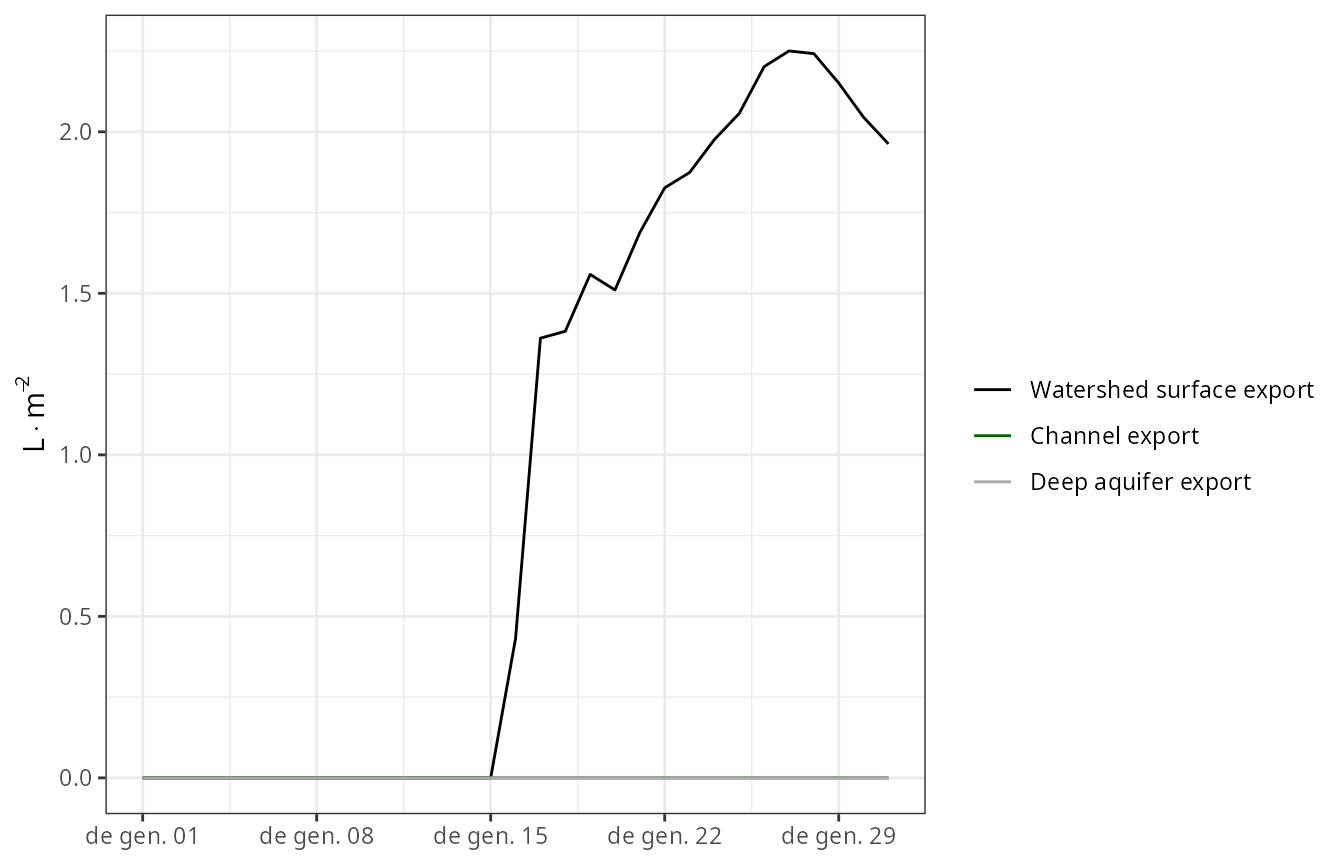 L · m⁻²
2.0
1.5
1.0
0.5
0.0
de gen. 01 de gen. 08 de gen. 15 de gen. 22 de gen. 29
Watershed surface export
Channel export
Deep aquifer export